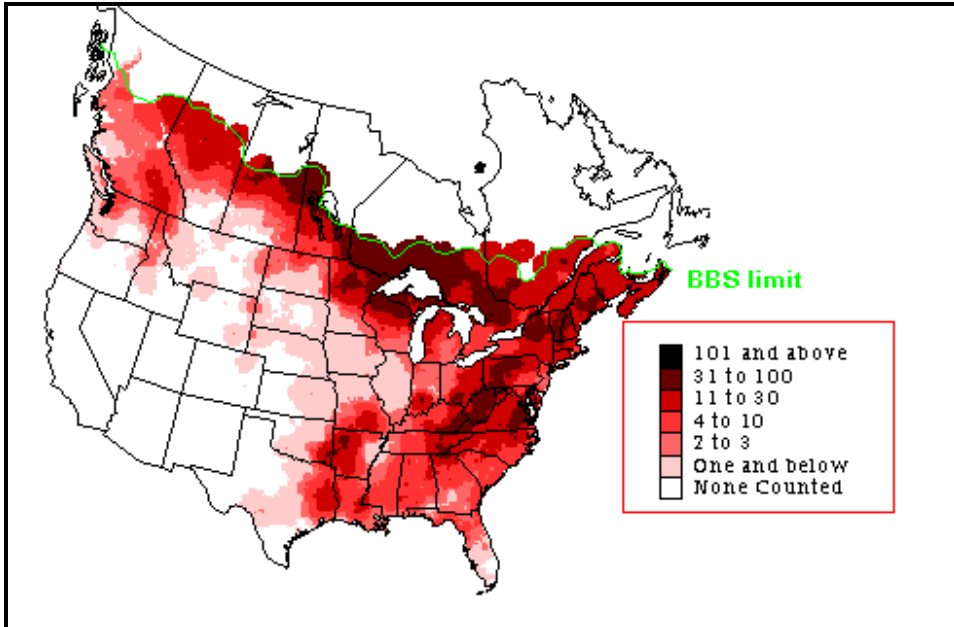 BBS limit
101 and above
31 to 100
11 to 30
4 to 10
2 to 3
One and below
None Counted